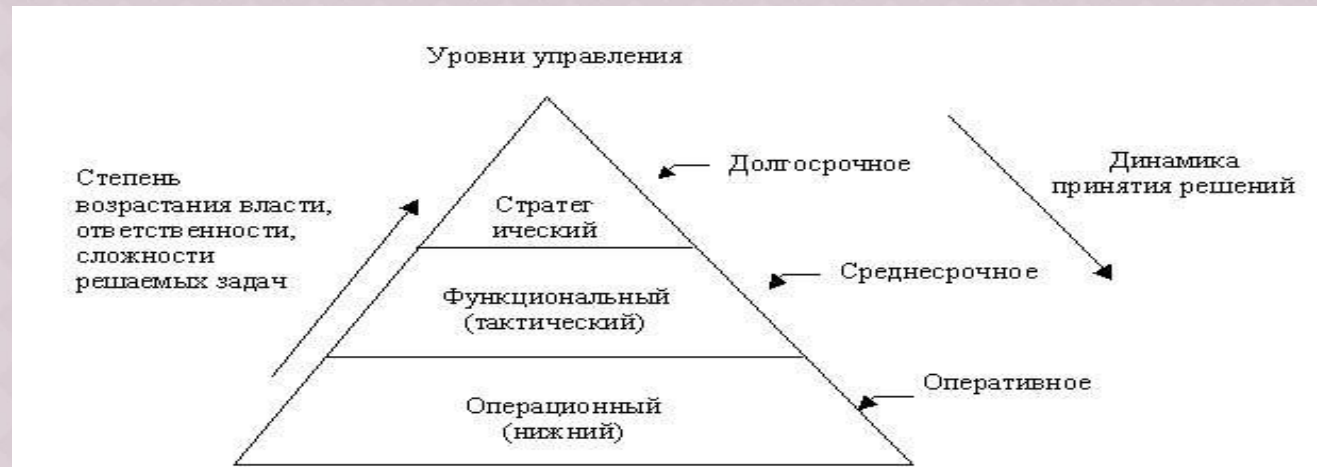 Уровни управления
Степень
возрастания власти,
ответственности,
сложности
решаемых задач
Долгосрочное
Динамика
принятия решений
Стратег
ический
Среднесрочное
Функциональный
(тактический)
Оперативное
Операционный
(нижний)